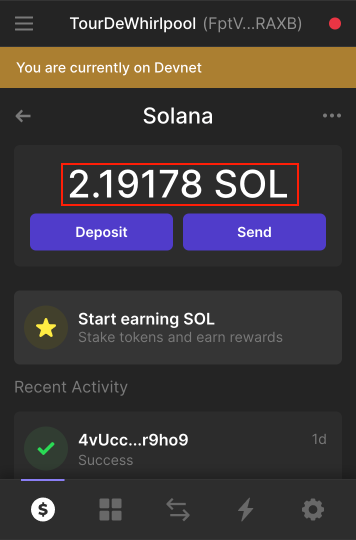 TourDeWhirlpool (FptV...RAXB)
You are currently on Devnet
Solana
2.19178 SOL
Deposit Send
Start earning SOL
Stake tokens and earn rewards
Recent Activity
4vUcc...r9ho9 1d
Success